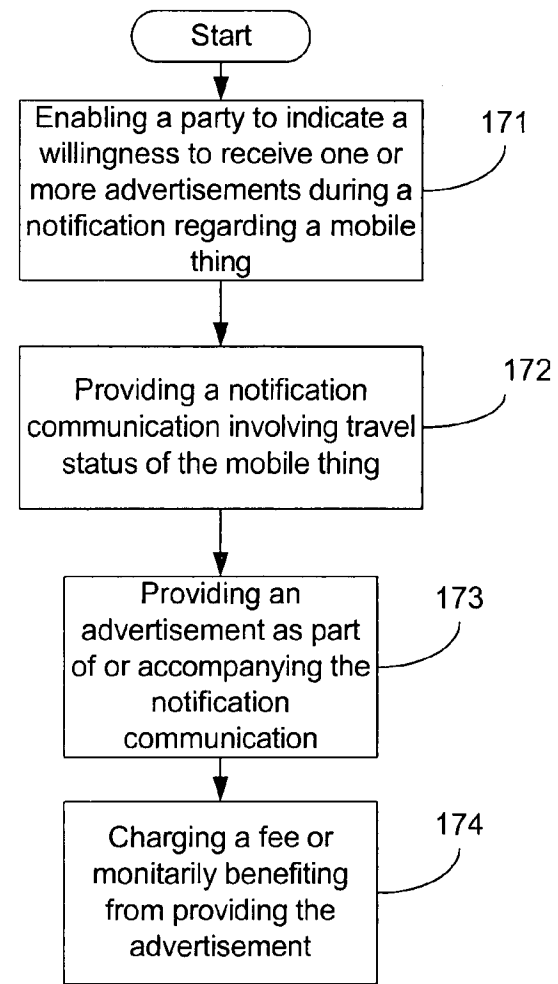 Start
Enabling a party to indicate a
willingness to receive one or
more advertisements during a
notification regarding a mobile
thing
171
Providing a notification
communication involving travel
status of the mobile thing
172
Providing an
advertisement as part
of or accompanying the
notification
communication
173
Charging a fee or
monitarily benefiting
from providing the
advertisement
174